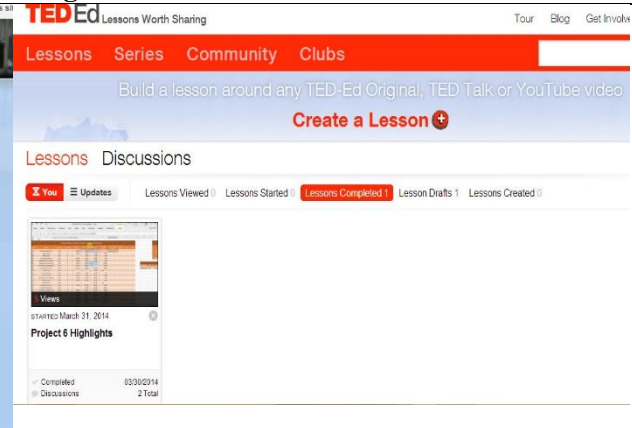 TEDEd Lessons Worth Sharing
Tour Blog Get Involve
Lessons Series Community Clubs
Build a lesson around any TED-Ed Original, TED Talk or YouTube video
Create a Lesson
Lessons Discussions
You Updates Lessons Viewed 0 Lessons Started 0 Lessons Completed 1 Lesson Drafts 1 Lessons Created 0
5 Views
STARTED March 31, 2014
Project 6 Highlights
Completed 03/30/2014
Discussions 2 Total